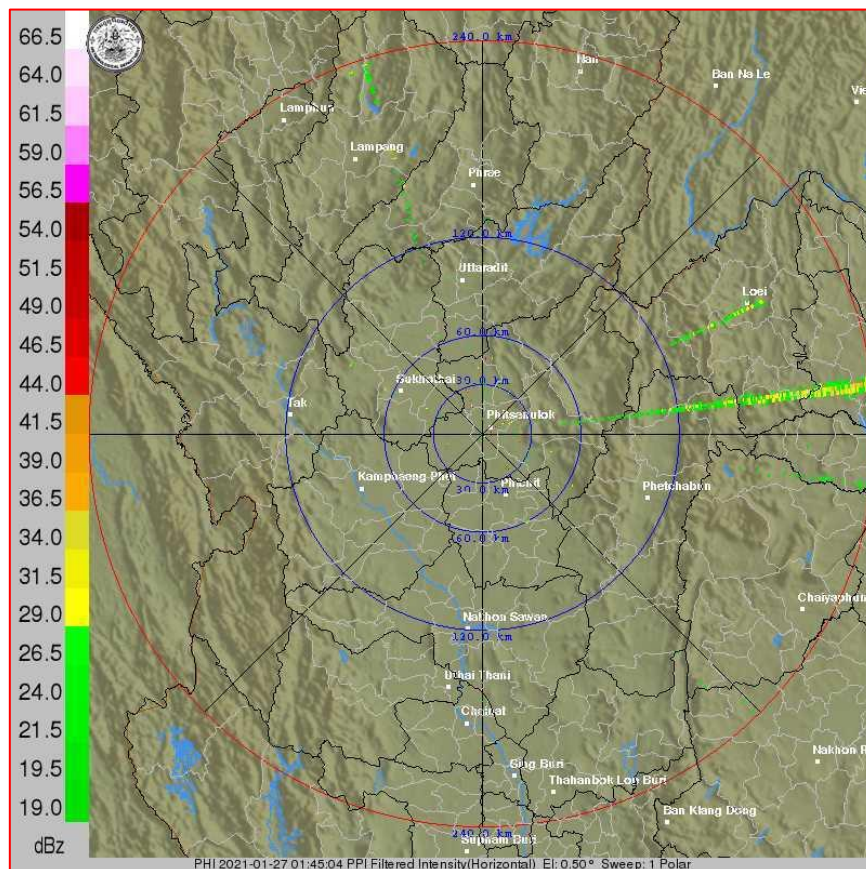 66.5
64.0
61.5
59.0
56.5
54.0
51.5
49.0
46.5
44.0
41.5
39.0
36.5
34.0
31.5
29.0
26.5
24.0
21.5
19.5
19.0
dBz
240.0 km
Nan
Ban Na Le
Vie
Lamphun
Lampang
Phrae
120.0 km
Uttaradit
Loei
60.0 km
30.0 km
Sukhothai
Tak
Phitsanulok
Kamphaeng-Phet
Phichit
Phetchabun
30.0 km
60.0 km
Chaiyaphum
Nakhon Sawan
120.0 km
Uthai Thani
Chainat
Nakhon R
Sing Buri
Thahanbok Lop Buri
Ban Klang Dong
240.0 km
Suphan Buri
PHI 2021-01-27 01:45:04 PPI Filtered Intensity(Horizontal) El: 0.50° Sweep: 1 Polar